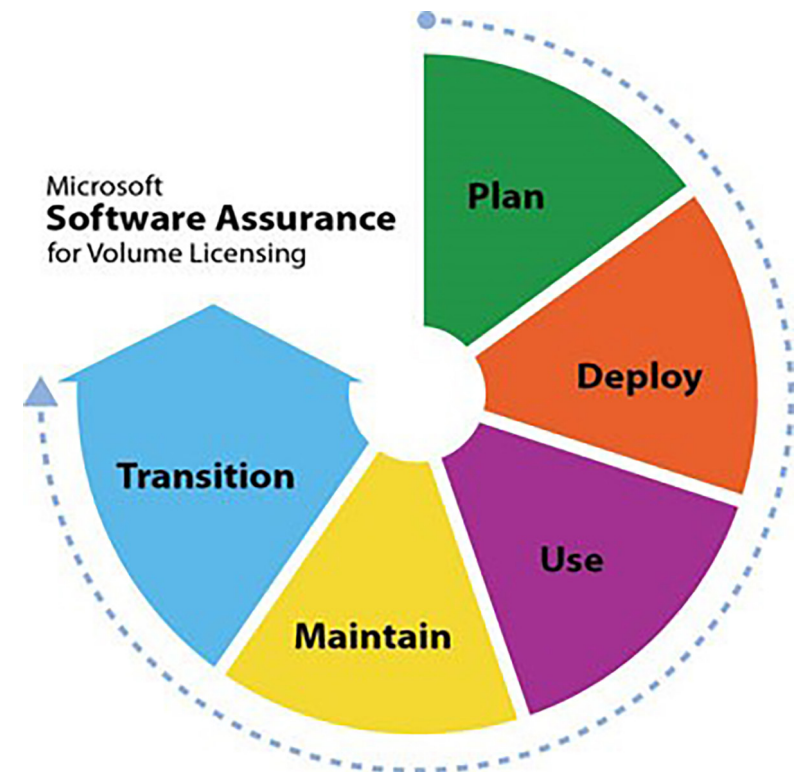 Microsoft
Software Assurance
for Volume Licensing
Plan
Deploy
Use
Maintain
Transition